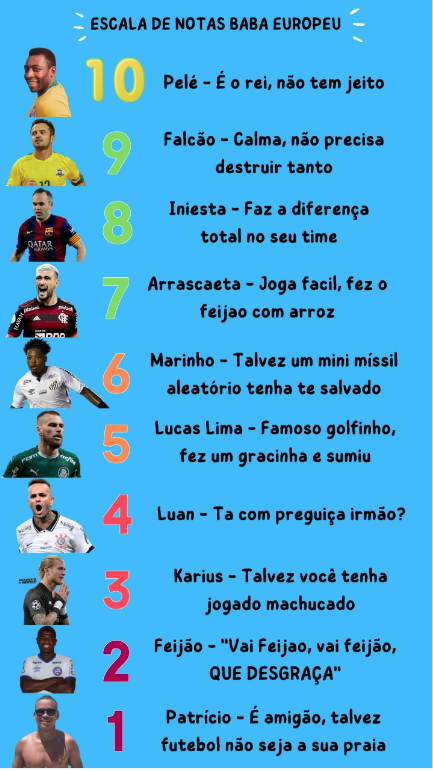 ESCALA DE NOTAS BABA EUROPEU
10 Pelé - É o rei, não tem jeito
9 Falcão - Calma, não precisa
destruir tanto
8 Iniesta - Faz a diferença
total no seu time
7 Arrascaeta - Joga facil, fez o
feijao com arroz
6 Marinho - Talvez um mini míssil
aleatório tenha te salvado
5 Lucas Lima - Famoso golfinho,
fez um gracinha e sumiu
4 Luan - Ta com preguiça irmão?
3 Karius - Talvez você tenha
jogado machucado
2 Feijão - "Vai Feijao, vai feijão,
QUE DESGRAÇA"
1 Patrício - É amigão, talvez
futebol não seja a sua praia
QATAR